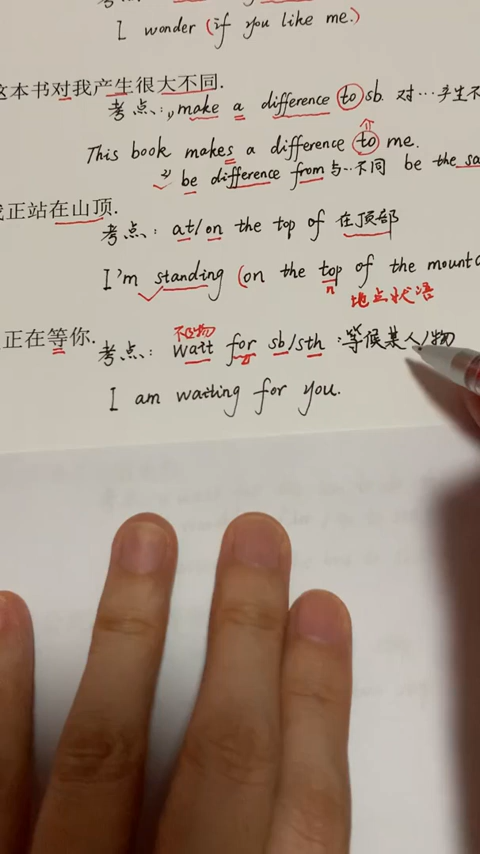 I wonder (if you like me.)
这本书对我产生很大不同.
考点: 1) make a difference to sb. 对…产生不
This book makes a difference to me.
2) be difference from 与…不同 be the sa
正站在山顶.
考点: at/on the top of 在顶部
I'm standing (on the top of the mounta
n
地点状语
正在等你.
不及物
考点: wait for sb/sth :等候某人/物
I am waiting for you.